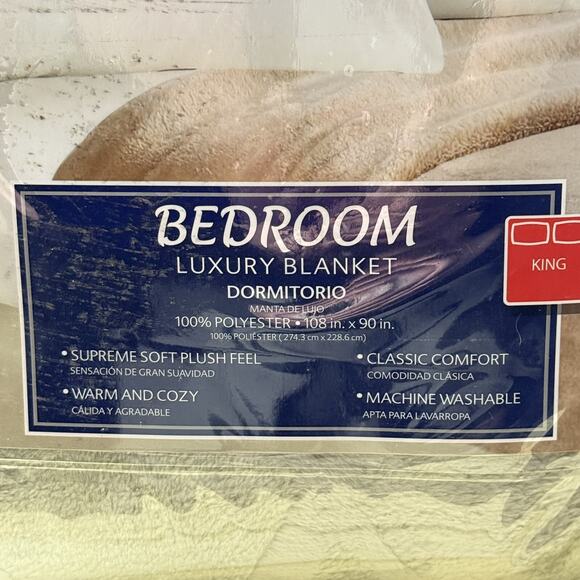 BEDROOM
LUXURY BLANKET
DORMITORIO
MANTA DE LUJO
100% POLYESTER • 108 in. x 90 in.
100% POLIÉSTER ( 274.3 cm x 228.6 cm)
• SUPREME SOFT PLUSH FEEL
SENSACIÓN DE GRAN SUAVIDAD
• WARM AND COZY
CÁLIDA Y AGRADABLE
• CLASSIC COMFORT
COMODIDAD CLÁSICA
• MACHINE WASHABLE
APTA PARA LAVARROPA
KING